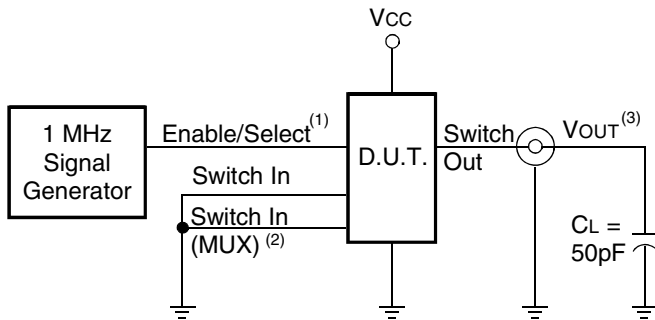 VCC
1 MHz
Signal
Generator
Enable/Select(1)
D.U.T.
Switch
Out
VOUT(3)
Switch In
Switch In
(MUX) (2)
CL =
50pF